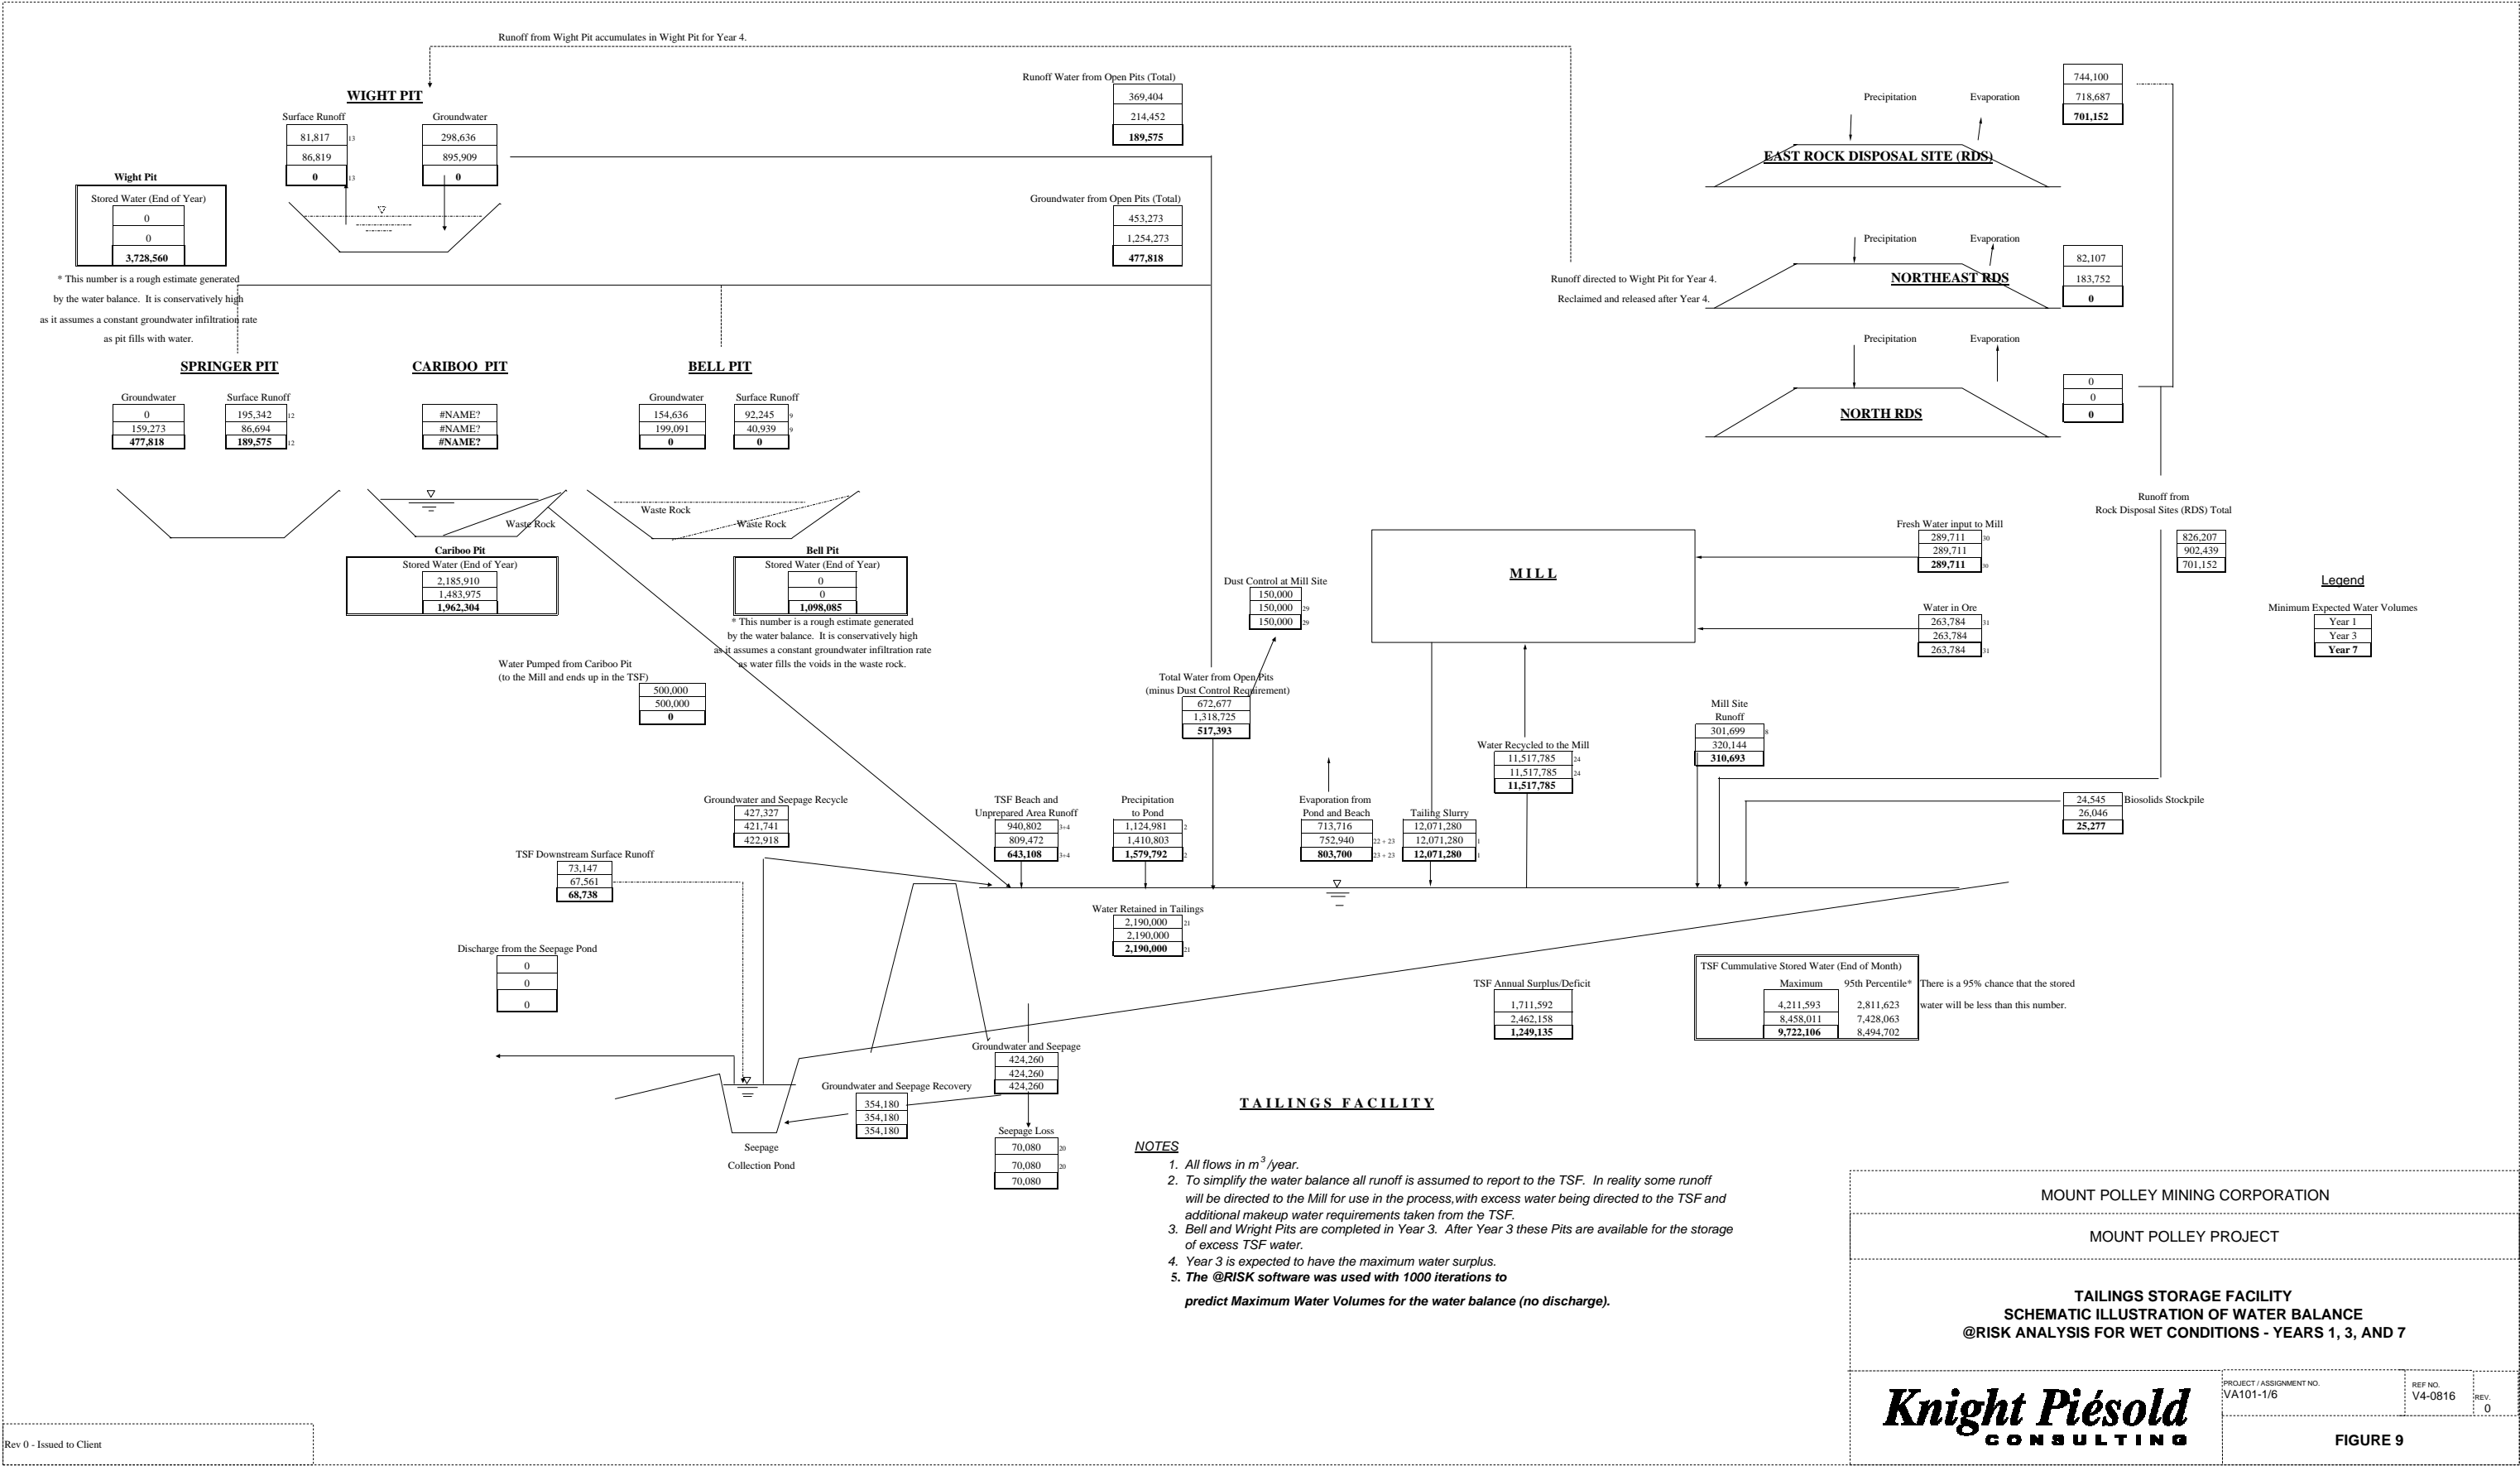 Runoff from Wight Pit accumulates in Wight Pit for Year 4.
WIGHT PIT
Surface Runoff
81,817 13
86,819
0 13
Groundwater
298,636
895,909
0
Wight Pit
Stored Water (End of Year)
0
0
3,728,560
* This number is a rough estimate generated
by the water balance. It is conservatively high
as it assumes a constant groundwater infiltration rate
as pit fills with water.
Runoff Water from Open Pits (Total)
369,404
214,452
189,575
Groundwater from Open Pits (Total)
453,273
1,254,273
477,818
Precipitation
Evaporation
EAST ROCK DISPOSAL SITE (RDS)
744,100
718,687
701,152
Precipitation
Evaporation
NORTHEAST RDS
82,107
183,752
0
Runoff directed to Wight Pit for Year 4.
Reclaimed and released after Year 4.
Precipitation
Evaporation
NORTH RDS
0
0
0
SPRINGER PIT
Groundwater
0
159,273
477,818
Surface Runoff
195,342 12
86,694
189,575 12
CARIBOO PIT
#NAME?
#NAME?
#NAME?
BELL PIT
Groundwater
154,636
199,091
0
Surface Runoff
92,245 9
40,939 9
0
Waste Rock
Waste Rock
Waste Rock
Cariboo Pit
Stored Water (End of Year)
2,185,910
1,483,975
1,962,304
Bell Pit
Stored Water (End of Year)
0
0
1,098,085
* This number is a rough estimate generated
by the water balance. It is conservatively high
as it assumes a constant groundwater infiltration rate
as water fills the voids in the waste rock.
Water Pumped from Cariboo Pit
(to the Mill and ends up in the TSF)
500,000
500,000
0
Dust Control at Mill Site
150,000
150,000 29
150,000 29
Total Water from Open Pits
(minus Dust Control Requirement)
672,677
1,318,725
517,393
MILL
Fresh Water input to Mill
289,711 30
289,711
289,711 30
Water in Ore
263,784 31
263,784
263,784 31
Runoff from
Rock Disposal Sites (RDS) Total
826,207
902,439
701,152
Legend
Minimum Expected Water Volumes
Year 1
Year 3
Year 7
Mill Site
Runoff
301,699 8
320,144
310,693
Water Recycled to the Mill
11,517,785 24
11,517,785 24
11,517,785
Groundwater and Seepage Recycle
427,327
421,741
422,918
TSF Beach and
Unprepared Area Runoff
940,802 3+4
809,472
643,108 3+4
Precipitation
to Pond
1,124,981 2
1,410,803
1,579,792 2
Evaporation from
Pond and Beach
713,716
752,940 22 + 23
803,700 23 + 23
Tailing Slurry
12,071,280
12,071,280 1
12,071,280 1
24,545 Biosolids Stockpile
26,046
25,277
TSF Downstream Surface Runoff
73,147
67,561
68,738
Water Retained in Tailings
2,190,000 21
2,190,000
2,190,000 21
Discharge from the Seepage Pond
0
0
0
TSF Annual Surplus/Deficit
1,711,592
2,462,158
1,249,135
TSF Cummulative Stored Water (End of Month)
Maximum 95th Percentile*
4,211,593 2,811,623
8,458,011 7,428,063
9,722,106 8,494,702
There is a 95% chance that the stored
water will be less than this number.
Groundwater and Seepage
424,260
424,260
424,260
Groundwater and Seepage Recovery
354,180
354,180
354,180
Seepage Loss
70,080 20
70,080 20
70,080
Seepage
Collection Pond
TAILINGS FACILITY
NOTES
1. All flows in m3/year.
2. To simplify the water balance all runoff is assumed to report to the TSF. In reality some runoff
will be directed to the Mill for use in the process,with excess water being directed to the TSF and
additional makeup water requirements taken from the TSF.
3. Bell and Wright Pits are completed in Year 3. After Year 3 these Pits are available for the storage
of excess TSF water.
4. Year 3 is expected to have the maximum water surplus.
5. The @RISK software was used with 1000 iterations to
predict Maximum Water Volumes for the water balance (no discharge).
MOUNT POLLEY MINING CORPORATION
MOUNT POLLEY PROJECT
TAILINGS STORAGE FACILITY
SCHEMATIC ILLUSTRATION OF WATER BALANCE
@RISK ANALYSIS FOR WET CONDITIONS - YEARS 1, 3, AND 7
Knight Piésold
CONSULTING
PROJECT / ASSIGNMENT NO.
VA101-1/6
REF NO.
V4-0816
REV.
0
FIGURE 9
Rev 0 - Issued to Client